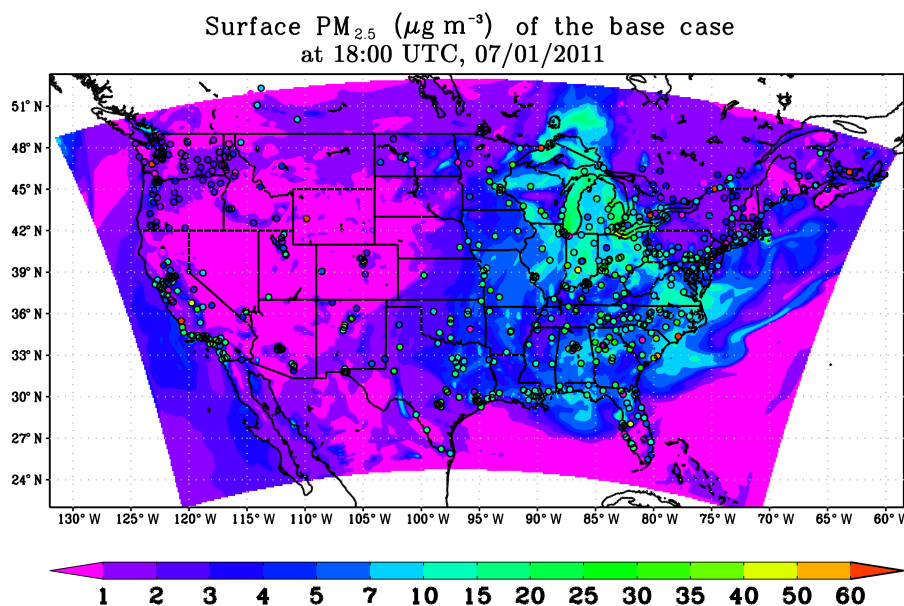 Surface PM₂.₅ (μg m⁻³) of the base case
at 18:00 UTC, 07/01/2011
51°N
48°N
45°N
42°N
39°N
36°N
33°N
30°N
27°N
24°N
130°W 125°W 120°W 115°W 110°W 105°W 100°W 95°W 90°W 85°W 80°W 75°W 70°W 65°W 60°W
1 2 3 4 5 7 10 15 20 25 30 35 40 50 60